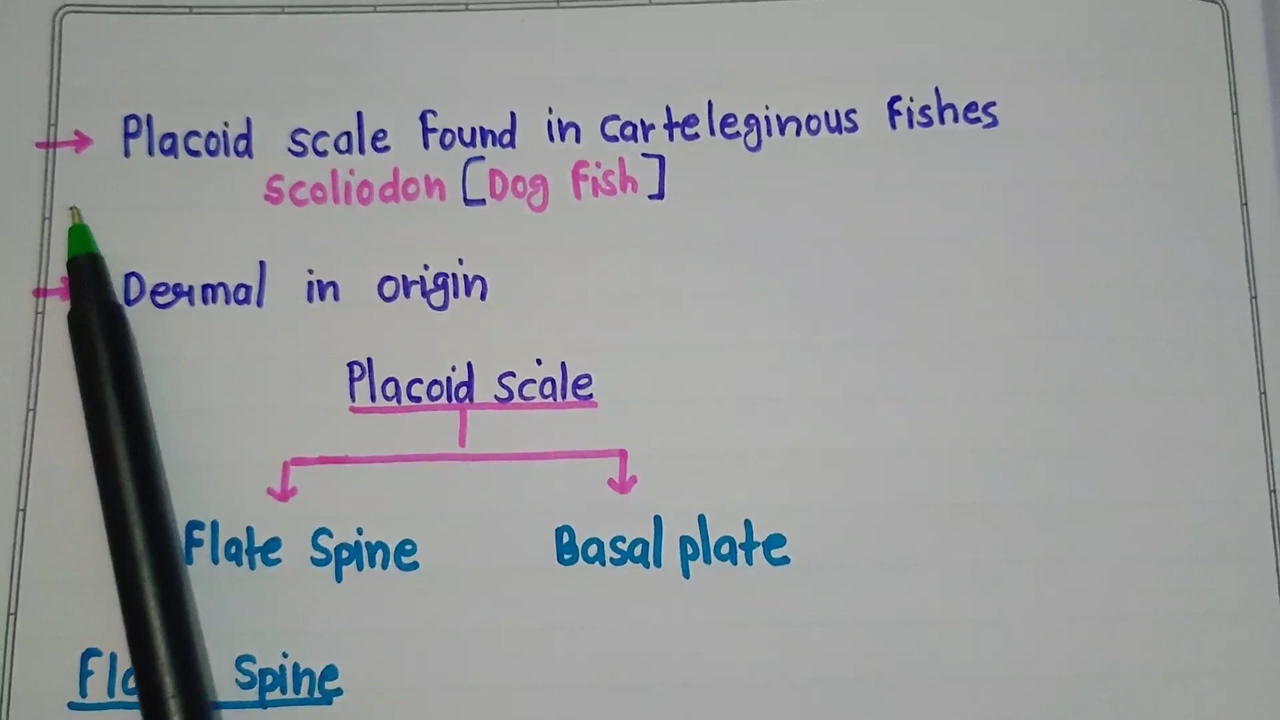 Placoid scale Found in carteleginous Fishes
Scoliodon [Dog Fish]
Dermal in origin
Placoid scale
Flate Spine Basal plate
Spine